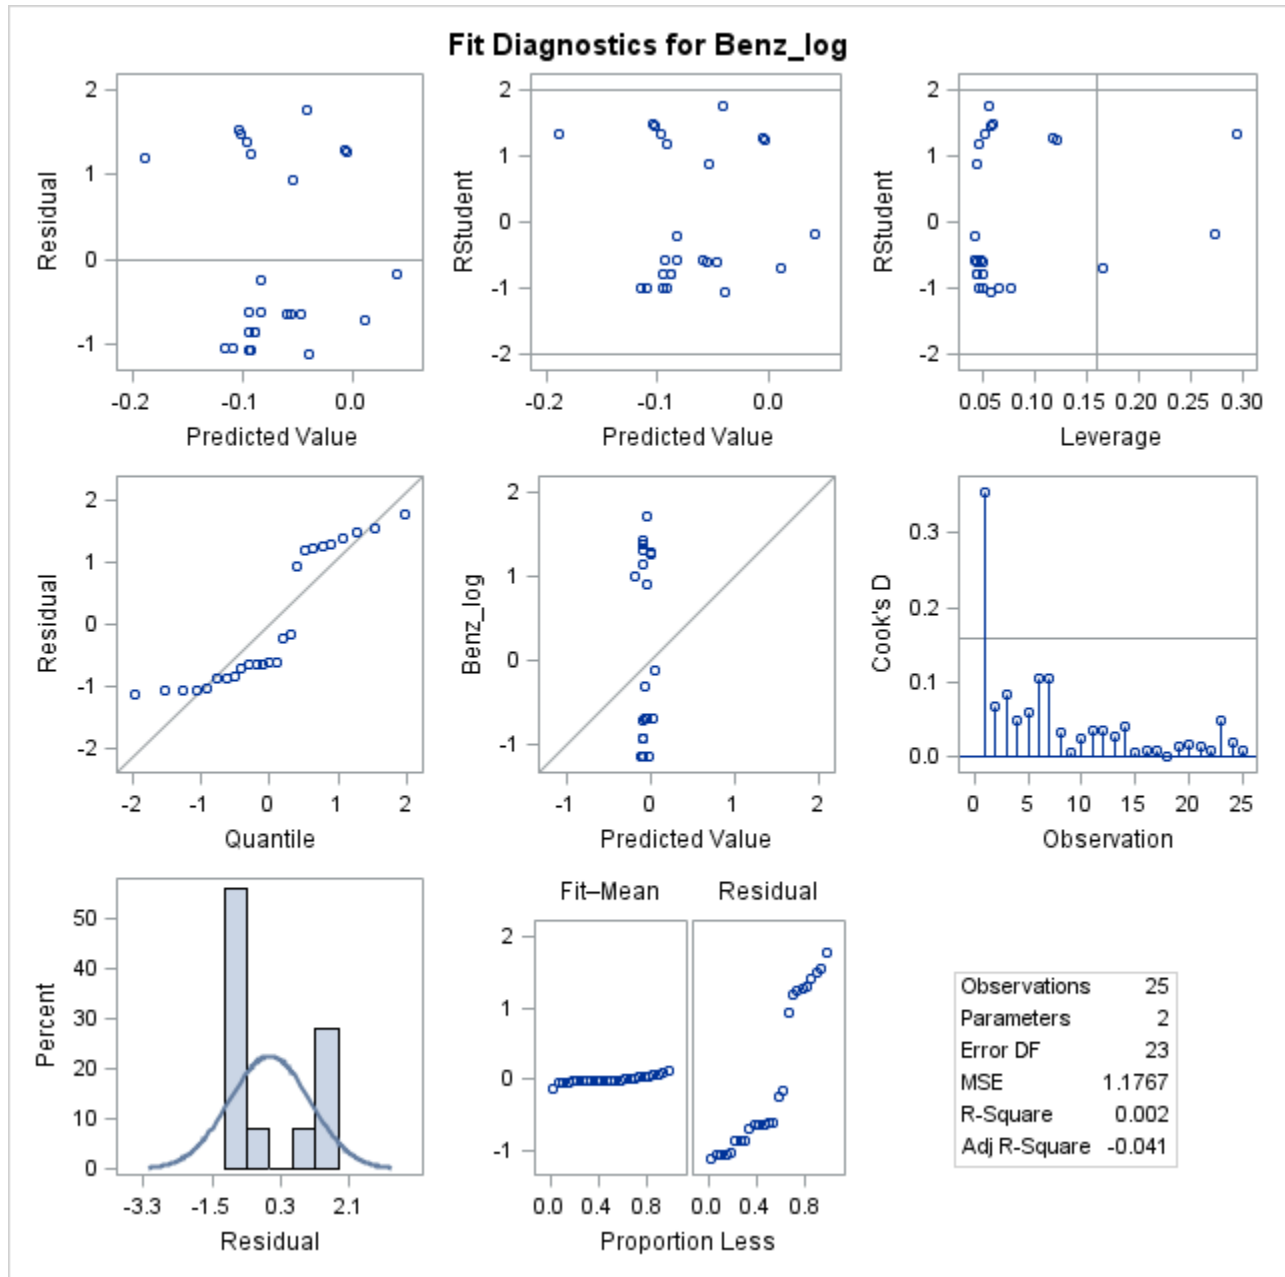 Fit Diagnostics for Benz_log
Residual
2
1
0
-1
-0.2 -0.1 0.0
Predicted Value
RStudent
2
1
0
-1
-2
-0.2 -0.1 0.0
Predicted Value
RStudent
2
1
0
-1
-2
0.05 0.10 0.15 0.20 0.25 0.30
Leverage
Residual
2
1
0
-1
-2
-2 -1 0 1 2
Quantile
Benz_log
2
1
0
-1
-1 0 1 2
Predicted Value
Cook's D
0.3
0.2
0.1
0.0
0 5 10 15 20 25
Observation
Percent
50
40
30
20
10
0
-3.3 -1.5 0.3 2.1
Residual
Fit–Mean Residual
2
1
0
-1
0.0 0.4 0.8 0.0 0.4 0.8
Proportion Less
Observations 25
Parameters 2
Error DF 23
MSE 1.1767
R-Square 0.002
Adj R-Square -0.041